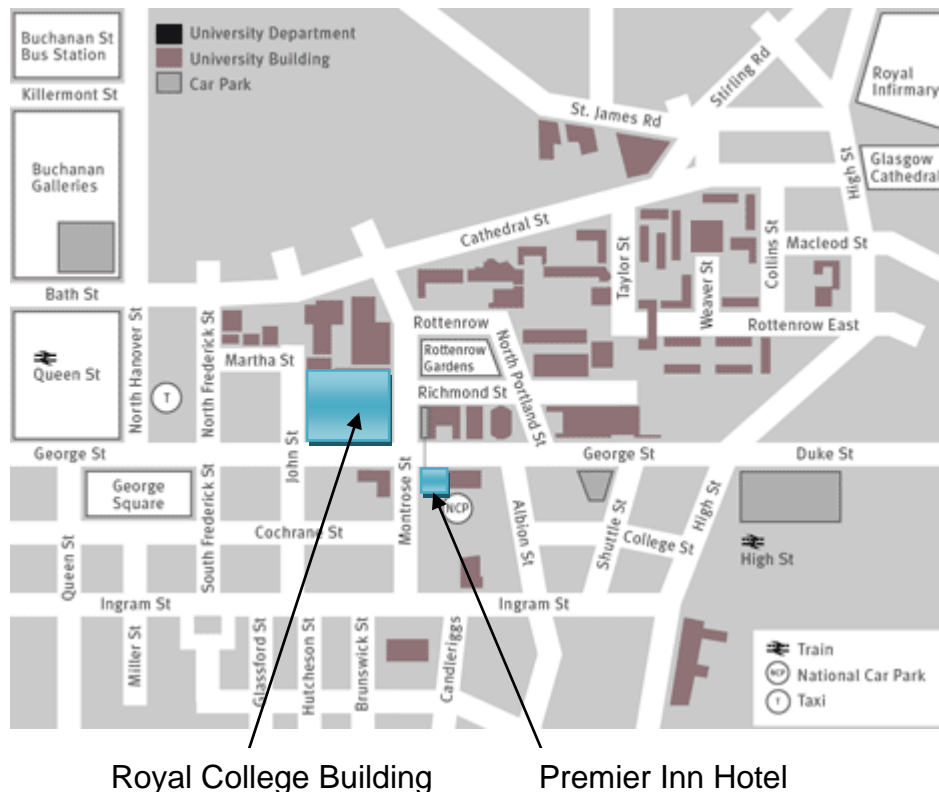 Buchanan St
Bus Station
University Department
University Building
Car Park
Killermont St
St. James Rd
Stirling Rd
Royal
Infirmary
Buchanan
Galleries
High St
Glasgow
Cathedral
Cathedral St
Taylor St
Collins St
Macleod St
Weaver St
Bath St
North Hanover St
North Frederick St
Rottenrow
Rottenrow East
Martha St
Rottenrow
Gardens
North Portland St
Queen St
T
Richmond St
George St
John St
Montrose St
George St
Duke St
George
Square
South Frederick St
NCP
Albion St
Shuttle St
High St
Cochrane St
College St
High St
Queen St
Ingram St
Ingram St
Miller St
Glassford St
Hutcheson St
Brunswick St
Candleriggs
Train
NCP National Car Park
T Taxi
Royal College Building
Premier Inn Hotel